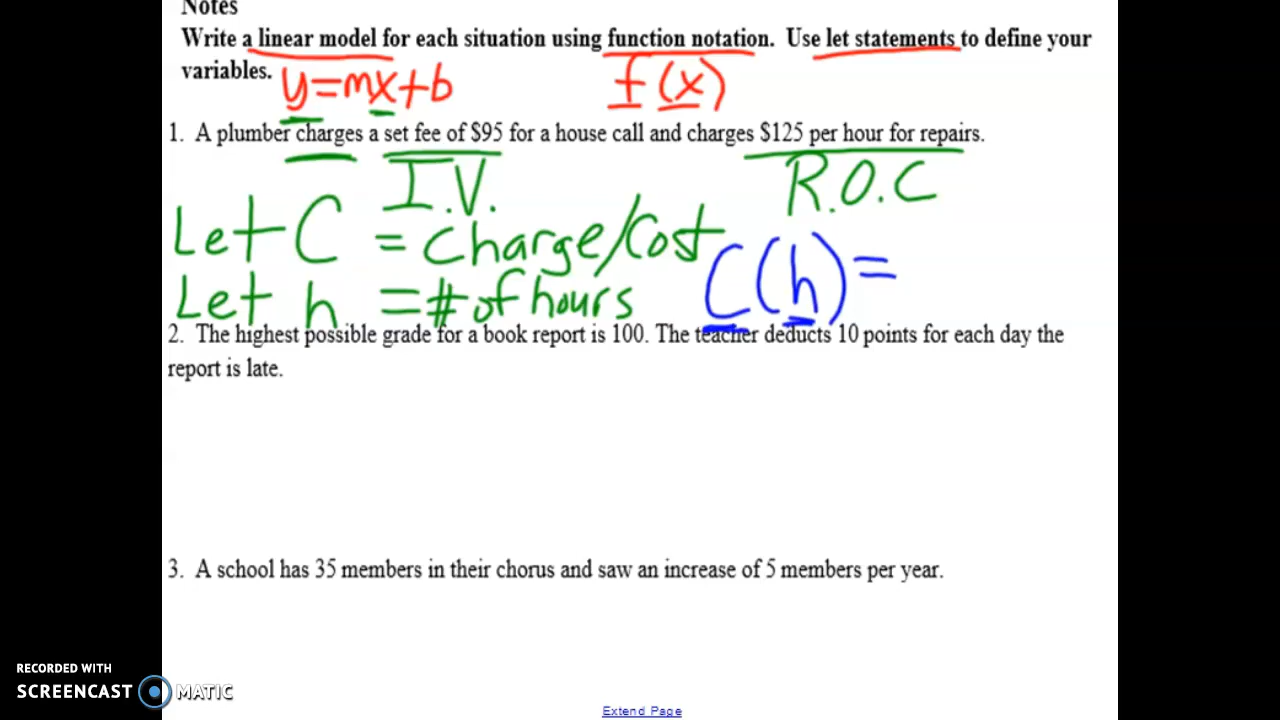 Notes
Write a linear model for each situation using function notation. Use let statements to define your
variables.
y=mx+b f(x)
1. A plumber charges a set fee of $95 for a house call and charges $125 per hour for repairs.
I.V. R.O.C
Let C = Charge/Cost
Let h = # of hours C(h)=
2. The highest possible grade for a book report is 100. The teacher deducts 10 points for each day the
report is late.
3. A school has 35 members in their chorus and saw an increase of 5 members per year.
RECORDED WITH
SCREENCAST MATIC
Extend Page